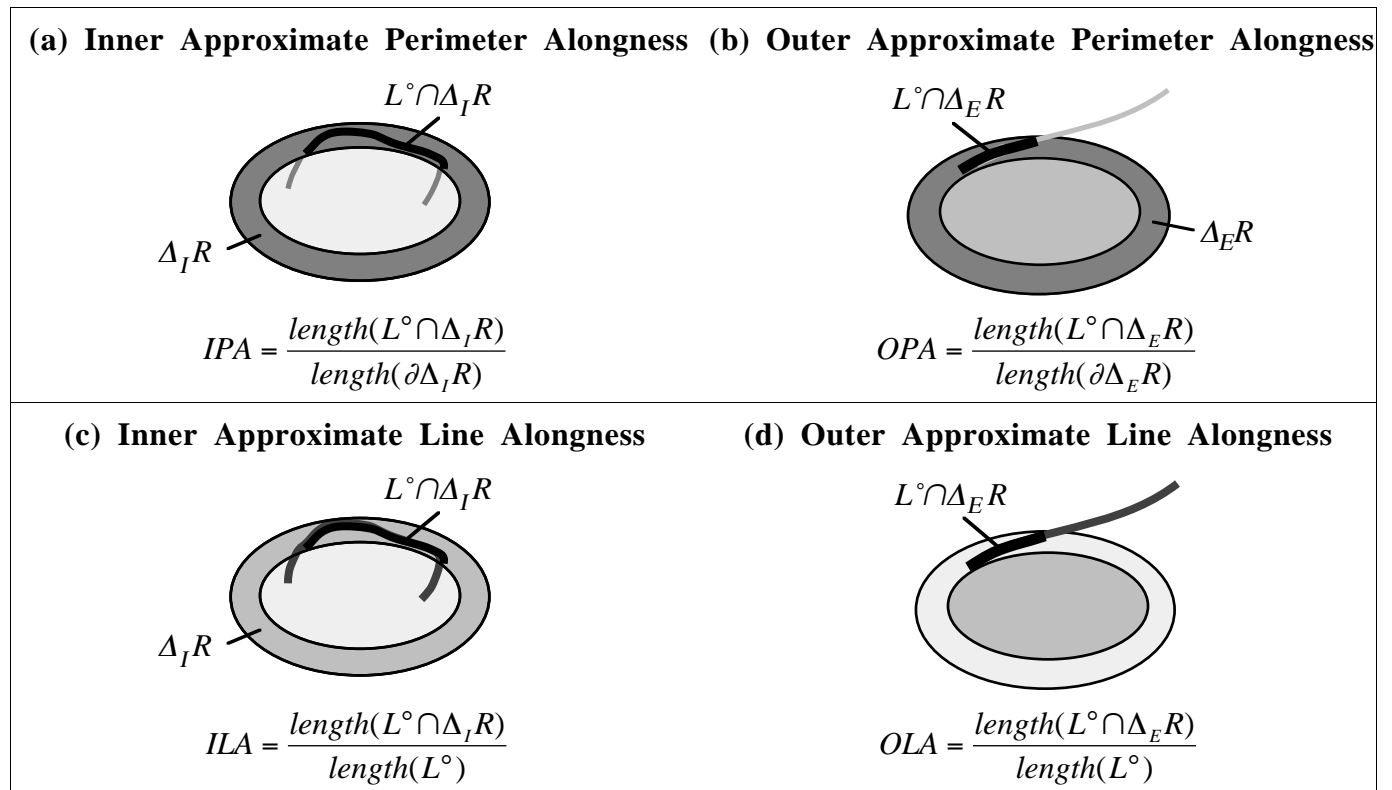 (a) Inner Approximate Perimeter Alongness
L°∩Δ_I R
Δ_I R
IPA = length(L°∩Δ_I R) / length(∂Δ_I R)
(b) Outer Approximate Perimeter Alongness
L°∩Δ_E R
Δ_E R
OPA = length(L°∩Δ_E R) / length(∂Δ_E R)
(c) Inner Approximate Line Alongness
L°∩Δ_I R
Δ_I R
ILA = length(L°∩Δ_I R) / length(L°)
(d) Outer Approximate Line Alongness
L°∩Δ_E R
OLA = length(L°∩Δ_E R) / length(L°)